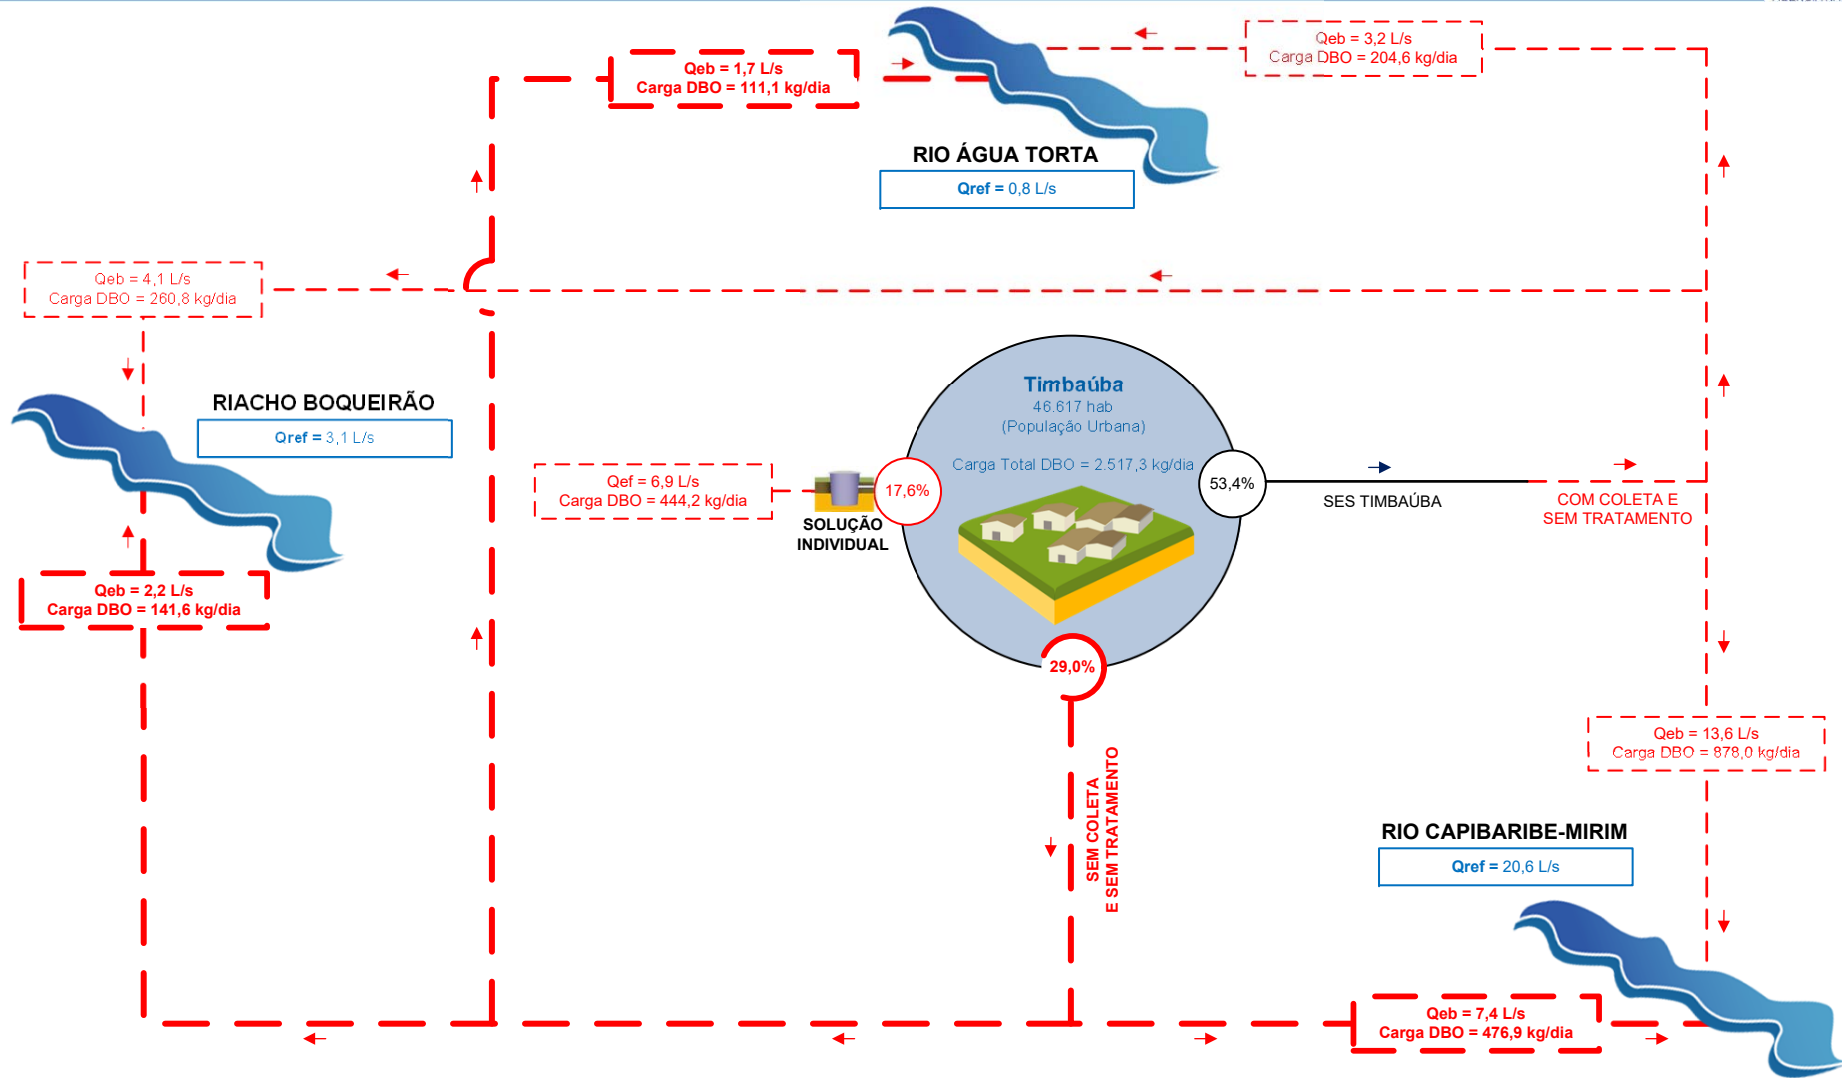 Qeb = 3,2 L/s
Carga DBO = 204,6 kg/dia
Qeb = 1,7 L/s
Carga DBO = 111,1 kg/dia
RIO ÁGUA TORTA
Qref = 0,8 L/s
Qeb = 4,1 L/s
Carga DBO = 260,8 kg/dia
RIACHO BOQUEIRÃO
Qref = 3,1 L/s
Timbaúba
46.617 hab
(População Urbana)
Carga Total DBO = 2.517,3 kg/dia
Qef = 6,9 L/s
Carga DBO = 444,2 kg/dia
SOLUÇÃO
INDIVIDUAL
17,6%
53,4%
SES TIMBAÚBA
COM COLETA E
SEM TRATAMENTO
Qeb = 2,2 L/s
Carga DBO = 141,6 kg/dia
29,0%
SEM COLETA
E SEM TRATAMENTO
Qeb = 13,6 L/s
Carga DBO = 878,0 kg/dia
RIO CAPIBARIBE-MIRIM
Qref = 20,6 L/s
Qeb = 7,4 L/s
Carga DBO = 476,9 kg/dia